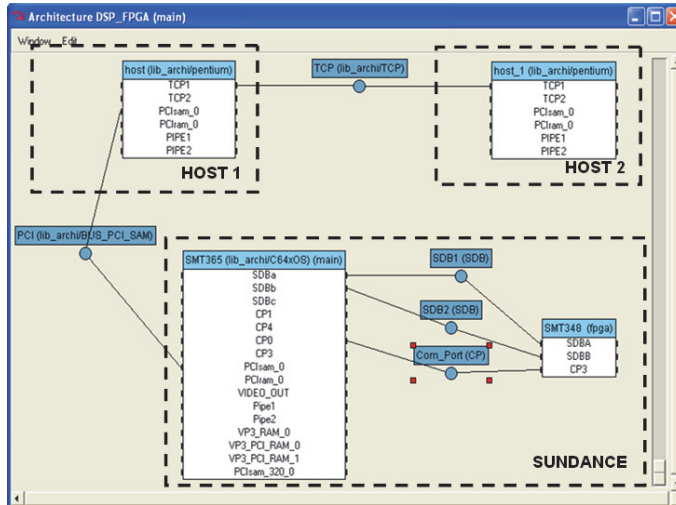 Architecture DSP_FPGA (main)
Window Edit
host (lib_archi/pentium)
TCP1
TCP2
PCIsam_0
PCIram_0
PIPE1
PIPE2
HOST 1
TCP (lib_archi/TCP)
host_1 (lib_archi/pentium)
TCP1
TCP2
PCIsam_0
PCIram_0
PIPE1
PIPE2
HOST 2
PCI (lib_archi/BUS_PCI_SAM)
SMT365 (lib_archi/C64xOS) (main)
SDBa
SDBb
SDBc
CP1
CP4
CP0
CP3
PCIsam_0
PCIram_0
VIDEO_OUT
Pipe1
Pipe2
VP3_RAM_0
VP3_PCI_RAM_0
VP3_PCI_RAM_1
PCIsam_320_0
SDB1 (SDB)
SDB2 (SDB)
Com_Port (CP)
SMT348 (fpga)
SDBA
SDBB
CP3
SUNDANCE